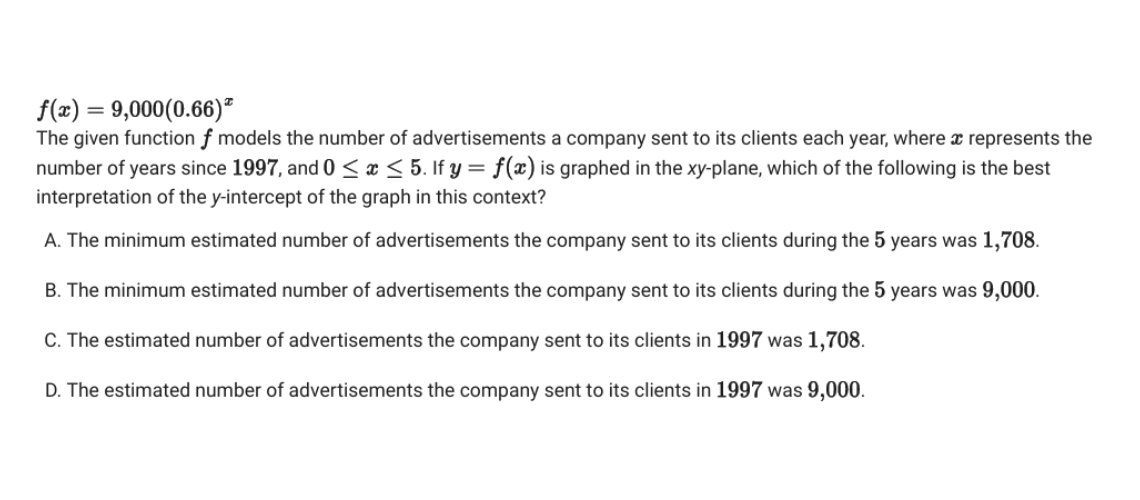 f(x) = 9,000(0.66)^x
The given function f models the number of advertisements a company sent to its clients each year, where x represents the
number of years since 1997, and 0 ≤ x ≤ 5. If y = f(x) is graphed in the xy-plane, which of the following is the best
interpretation of the y-intercept of the graph in this context?
A. The minimum estimated number of advertisements the company sent to its clients during the 5 years was 1,708.
B. The minimum estimated number of advertisements the company sent to its clients during the 5 years was 9,000.
C. The estimated number of advertisements the company sent to its clients in 1997 was 1,708.
D. The estimated number of advertisements the company sent to its clients in 1997 was 9,000.